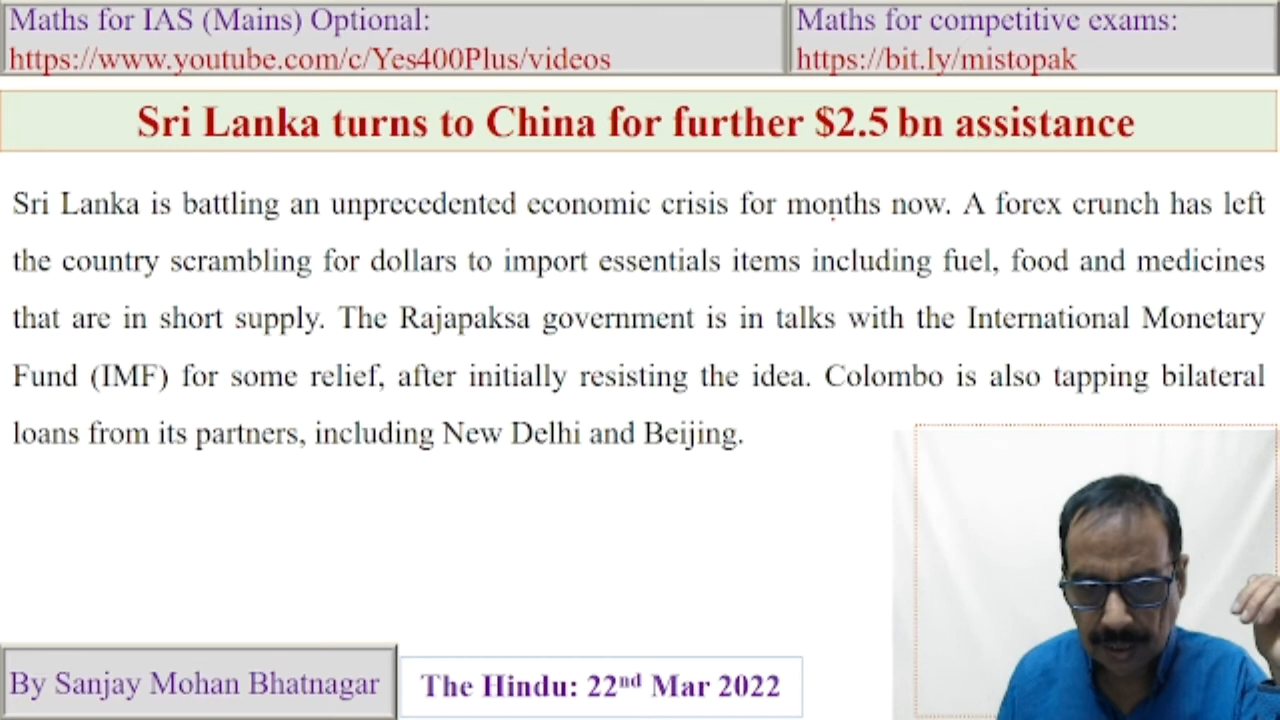 Maths for IAS (Mains) Optional:
https://www.youtube.com/c/Yes400Plus/videos
Maths for competitive exams:
https://bit.ly/mistopak
Sri Lanka turns to China for further $2.5 bn assistance
Sri Lanka is battling an unprecedented economic crisis for months now. A forex crunch has left
the country scrambling for dollars to import essentials items including fuel, food and medicines
that are in short supply. The Rajapaksa government is in talks with the International Monetary
Fund (IMF) for some relief, after initially resisting the idea. Colombo is also tapping bilateral
loans from its partners, including New Delhi and Beijing.
By Sanjay Mohan Bhatnagar
The Hindu: 22nd Mar 2022